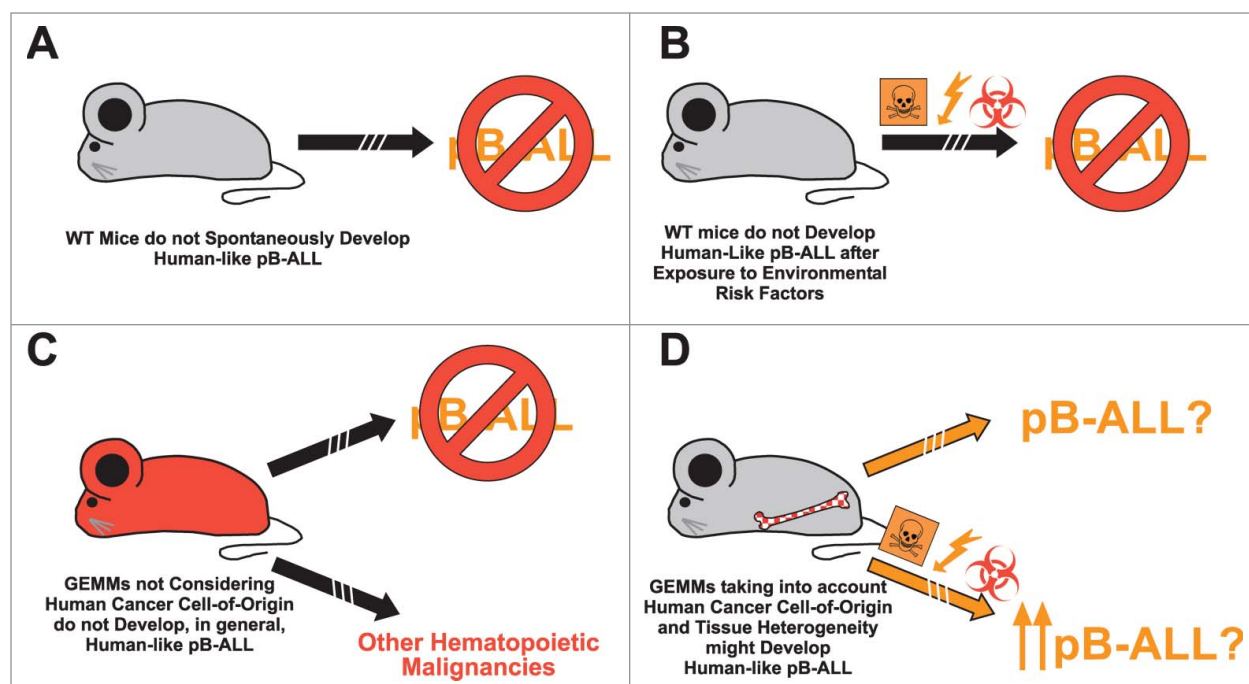 A
pB-ALL
WT Mice do not Spontaneously Develop
Human-like pB-ALL
B
pB-ALL
WT mice do not Develop
Human-Like pB-ALL after
Exposure to Environmental
Risk Factors
C
pB-ALL
GEMMs not Considering
Human Cancer Cell-of-Origin
do not Develop, in general,
Human-like pB-ALL
Other Hematopoietic
Malignancies
D
pB-ALL?
GEMMs taking into account
Human Cancer Cell-of-Origin
and Tissue Heterogeneity
might Develop
Human-like pB-ALL
pB-ALL?